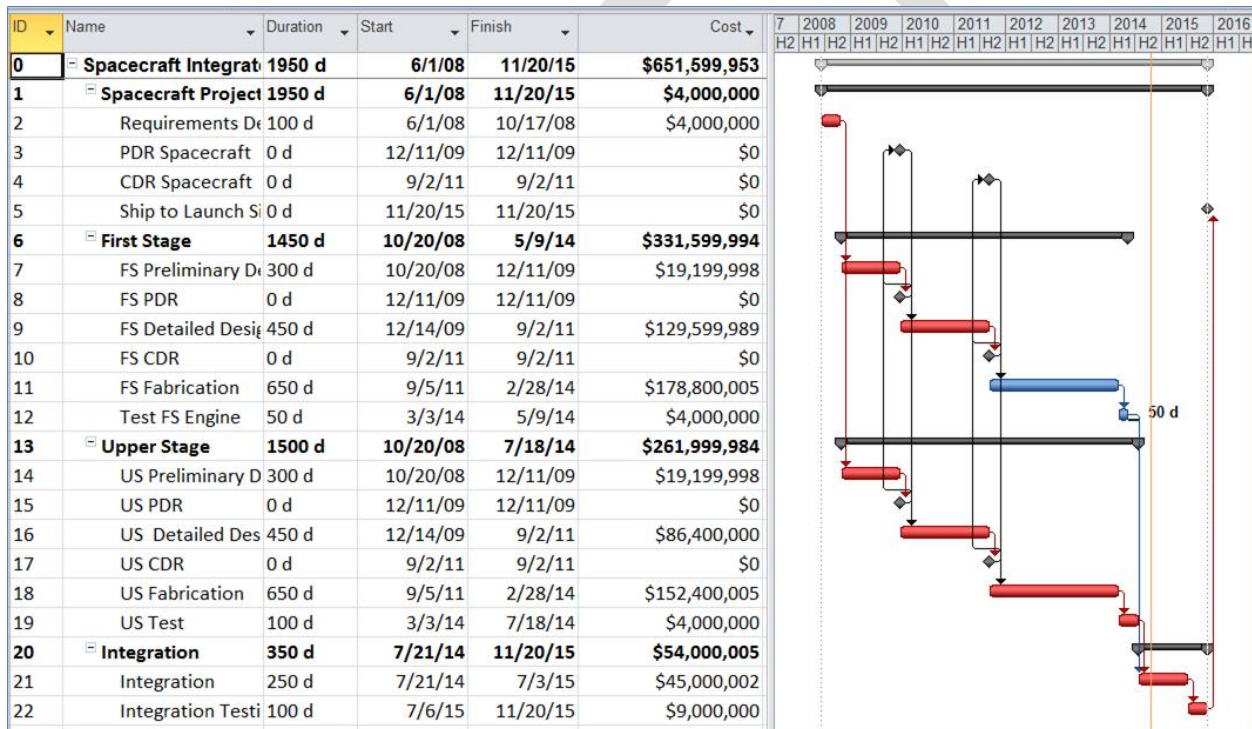 ID Name Duration Start Finish Cost 7 2008 2009 2010 2011 2012 2013 2014 2015 2016
H2 H1 H2 H1 H2 H1 H2 H1 H2 H1 H2 H1 H2 H1 H2 H1 H2 H1 H
0 Spacecraft Integrat 1950 d 6/1/08 11/20/15 $651,599,953
1 Spacecraft Project 1950 d 6/1/08 11/20/15 $4,000,000
2 Requirements De 100 d 6/1/08 10/17/08 $4,000,000
3 PDR Spacecraft 0 d 12/11/09 12/11/09 $0
4 CDR Spacecraft 0 d 9/2/11 9/2/11 $0
5 Ship to Launch Si 0 d 11/20/15 11/20/15 $0
6 First Stage 1450 d 10/20/08 5/9/14 $331,599,994
7 FS Preliminary De 300 d 10/20/08 12/11/09 $19,199,998
8 FS PDR 0 d 12/11/09 12/11/09 $0
9 FS Detailed Desig 450 d 12/14/09 9/2/11 $129,599,989
10 FS CDR 0 d 9/2/11 9/2/11 $0
11 FS Fabrication 650 d 9/5/11 2/28/14 $178,800,005
12 Test FS Engine 50 d 3/3/14 5/9/14 $4,000,000 50 d
13 Upper Stage 1500 d 10/20/08 7/18/14 $261,999,984
14 US Preliminary D 300 d 10/20/08 12/11/09 $19,199,998
15 US PDR 0 d 12/11/09 12/11/09 $0
16 US Detailed Des 450 d 12/14/09 9/2/11 $86,400,000
17 US CDR 0 d 9/2/11 9/2/11 $0
18 US Fabrication 650 d 9/5/11 2/28/14 $152,400,005
19 US Test 100 d 3/3/14 7/18/14 $4,000,000
20 Integration 350 d 7/21/14 11/20/15 $54,000,005
21 Integration 250 d 7/21/14 7/3/15 $45,000,002
22 Integration Testi 100 d 7/6/15 11/20/15 $9,000,000